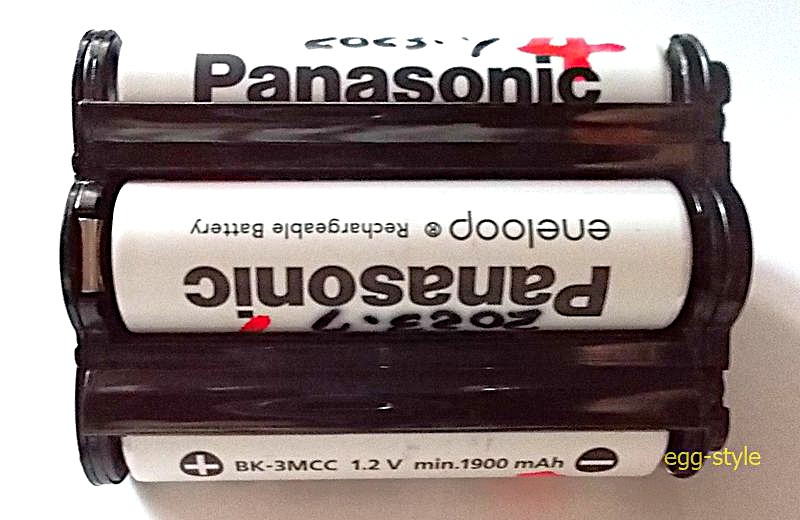 2023.7
Panasonic
eneloop® Rechargeable Battery
Panasonic
2023.7
BK-3MCC 1.2 V min.1900 mAh
egg-style